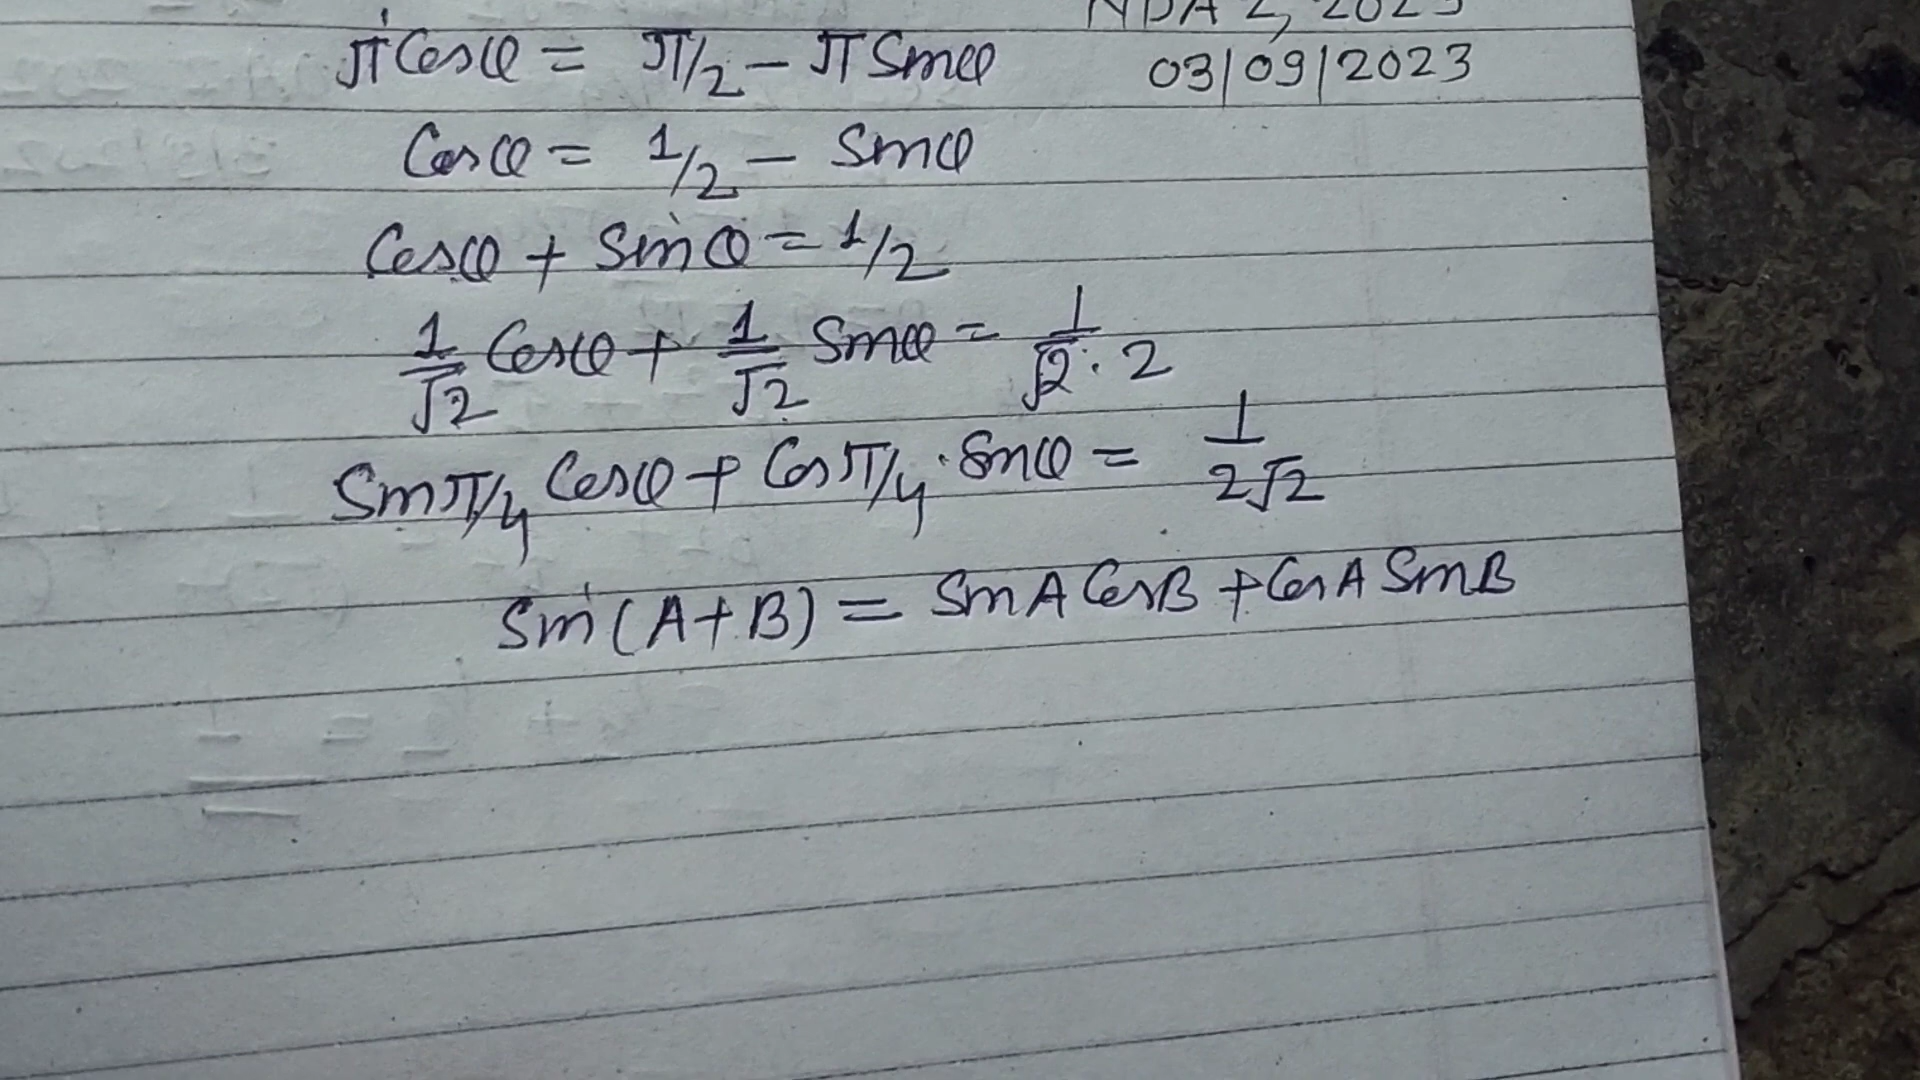 NDA 2, 2023
π Cosθ = π/2 - π Sinθ
03/09/2023
Cosθ = 1/2 - Sinθ
Cosθ + Sinθ = 1/2
1/√2 Cosθ + 1/√2 Sinθ = 1/√2.2
Sinπ/4 Cosθ + Cosπ/4 . Sinθ = 1/2√2
Sin(A+B) = SinA CosB + CosA SinB